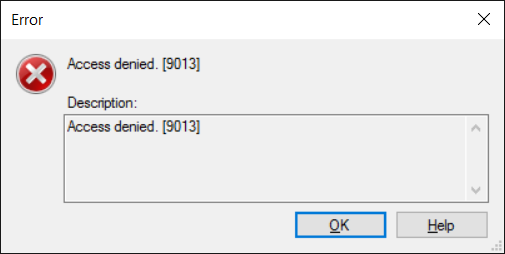 Error
Access denied. [9013]
Description:
Access denied. [9013]
OK
Help